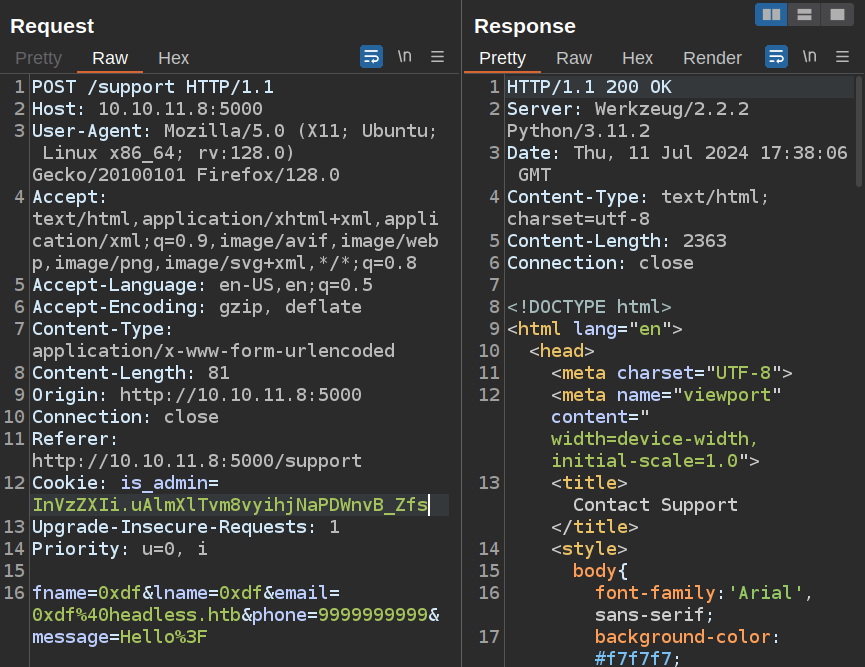 Request
Pretty Raw Hex \n
1 POST /support HTTP/1.1
2 Host: 10.10.11.8:5000
3 User-Agent: Mozilla/5.0 (X11; Ubuntu;
Linux x86_64; rv:128.0)
Gecko/20100101 Firefox/128.0
4 Accept:
text/html,application/xhtml+xml,appli
cation/xml;q=0.9,image/avif,image/web
p,image/png,image/svg+xml,*/*;q=0.8
5 Accept-Language: en-US,en;q=0.5
6 Accept-Encoding: gzip, deflate
7 Content-Type:
application/x-www-form-urlencoded
8 Content-Length: 81
9 Origin: http://10.10.11.8:5000
10 Connection: close
11 Referer:
http://10.10.11.8:5000/support
12 Cookie: is_admin=
InVzZXIi.uAlmXlTvm8vyihjNaPDWnvB_Zfs
13 Upgrade-Insecure-Requests: 1
14 Priority: u=0, i
15
16 fname=0xdf&lname=0xdf&email=
0xdf%40headless.htb&phone=9999999999&
message=Hello%3F
Response
Pretty Raw Hex Render \n
1 HTTP/1.1 200 OK
2 Server: Werkzeug/2.2.2
Python/3.11.2
3 Date: Thu, 11 Jul 2024 17:38:06
GMT
4 Content-Type: text/html;
charset=utf-8
5 Content-Length: 2363
6 Connection: close
7
8 <!DOCTYPE html>
9 <html lang="en">
10 <head>
11 <meta charset="UTF-8">
12 <meta name="viewport"
content="
width=device-width,
initial-scale=1.0">
13 <title>
Contact Support
</title>
14 <style>
15 body{
16 font-family:'Arial',
sans-serif;
17 background-color:
#f7f7f7;